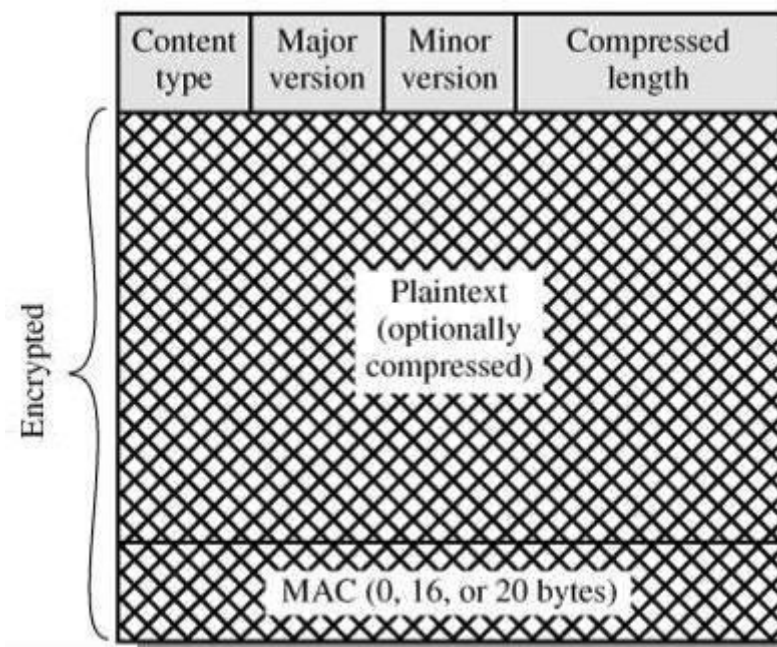 Content
type
Major
version
Minor
version
Compressed
length
Encrypted
Plaintext
(optionally
compressed)
MAC (0, 16, or 20 bytes)